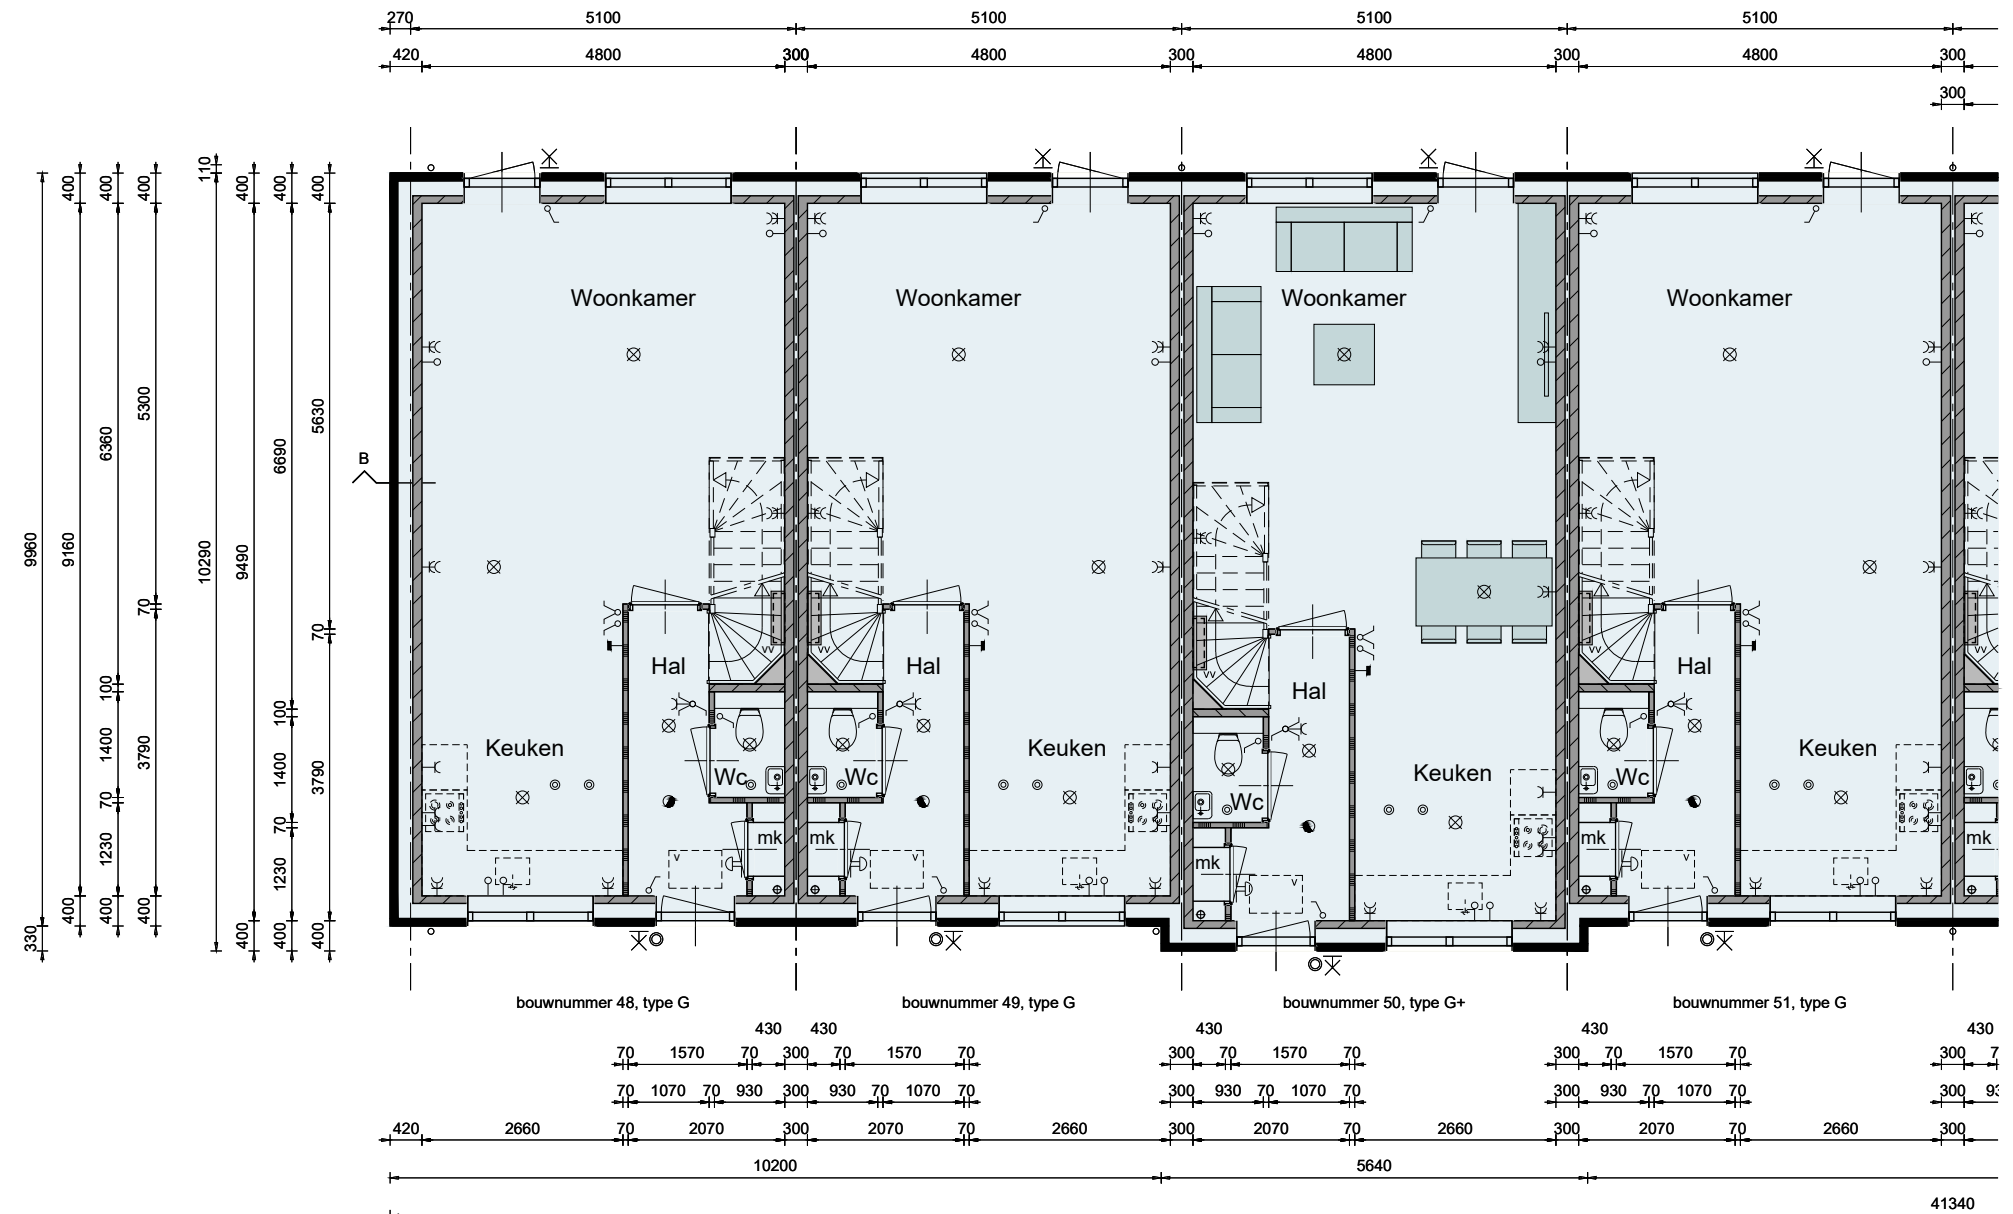 270 5100 5100 5100 5100
420 4800 300 4800 300 4800 300 4800 300
300
110
400 400 400 400 400 400
Woonkamer Woonkamer Woonkamer Woonkamer
9960 9160 6360 5300 10290 9490 6690 5630
B
70 70
vv vv vv vv
Hal Hal Hal Hal
100 100
1400 3790 1400 3790
Keuken Keuken Keuken Keuken
Wc Wc Wc Wc
70 70
mk mk mk mk mk
1230 1230
v v v v
400 400 400 400 400 400
330
bouwnummer 48, type G bouwnummer 49, type G bouwnummer 50, type G+ bouwnummer 51, type G
430 430 430 430 430
70 1570 70 300 70 1570 70 300 70 1570 70 300 70 1570 70 300 7
70 1070 70 930 300 930 70 1070 70 300 930 70 1070 70 300 930 70 1070 70 300 93
420 2660 70 2070 300 2070 70 2660 300 2070 70 2660 300 2070 70 2660 300
10200 5640
41340